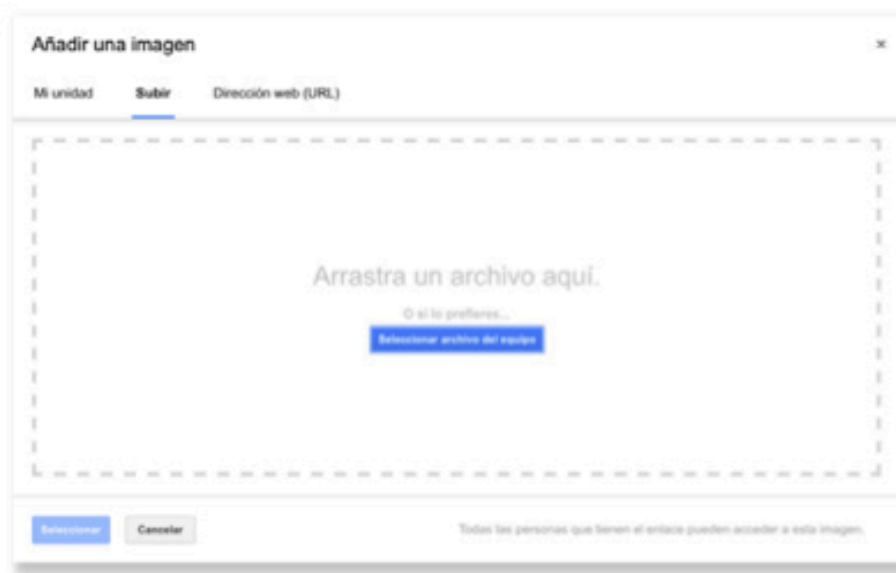 Añadir una imagen ×
Mi unidad Subir Dirección web (URL)
Arrastra un archivo aquí.
O si lo prefieres...
Seleccionar archivo del equipo
Seleccionar Cancelar Todas las personas que tienen el enlace pueden acceder a esta imagen.